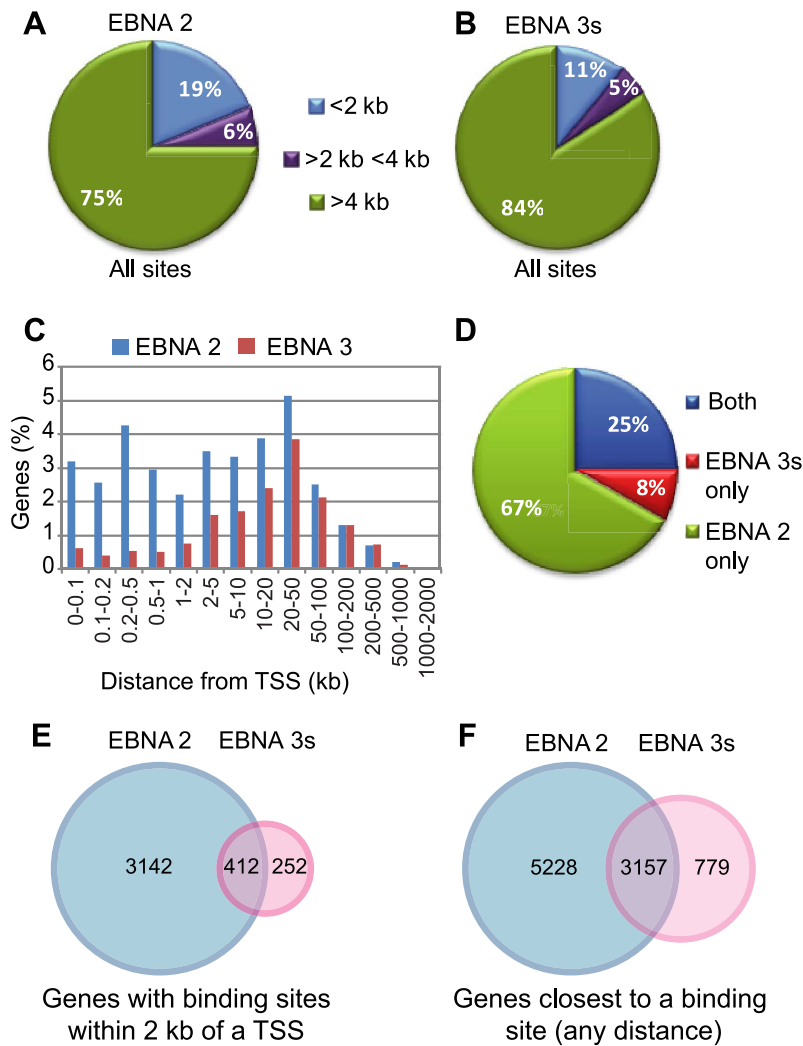 A
EBNA 2
19%
6%
75%
All sites
<2 kb
>2 kb <4 kb
>4 kb
B
EBNA 3s
11%
5%
84%
All sites
C
EBNA 2
EBNA 3
Genes (%)
6
5
4
3
2
1
0
0-0.1
0.1-0.2
0.2-0.5
0.5-1
1-2
2-5
5-10
10-20
20-50
50-100
100-200
200-500
500-1000
1000-2000
Distance from TSS (kb)
D
25%
8%
67%
7%
Both
EBNA 3s
only
EBNA 2
only
E
EBNA 2
EBNA 3s
3142
412
252
Genes with binding sites
within 2 kb of a TSS
F
EBNA 2
EBNA 3s
5228
3157
779
Genes closest to a binding
site (any distance)